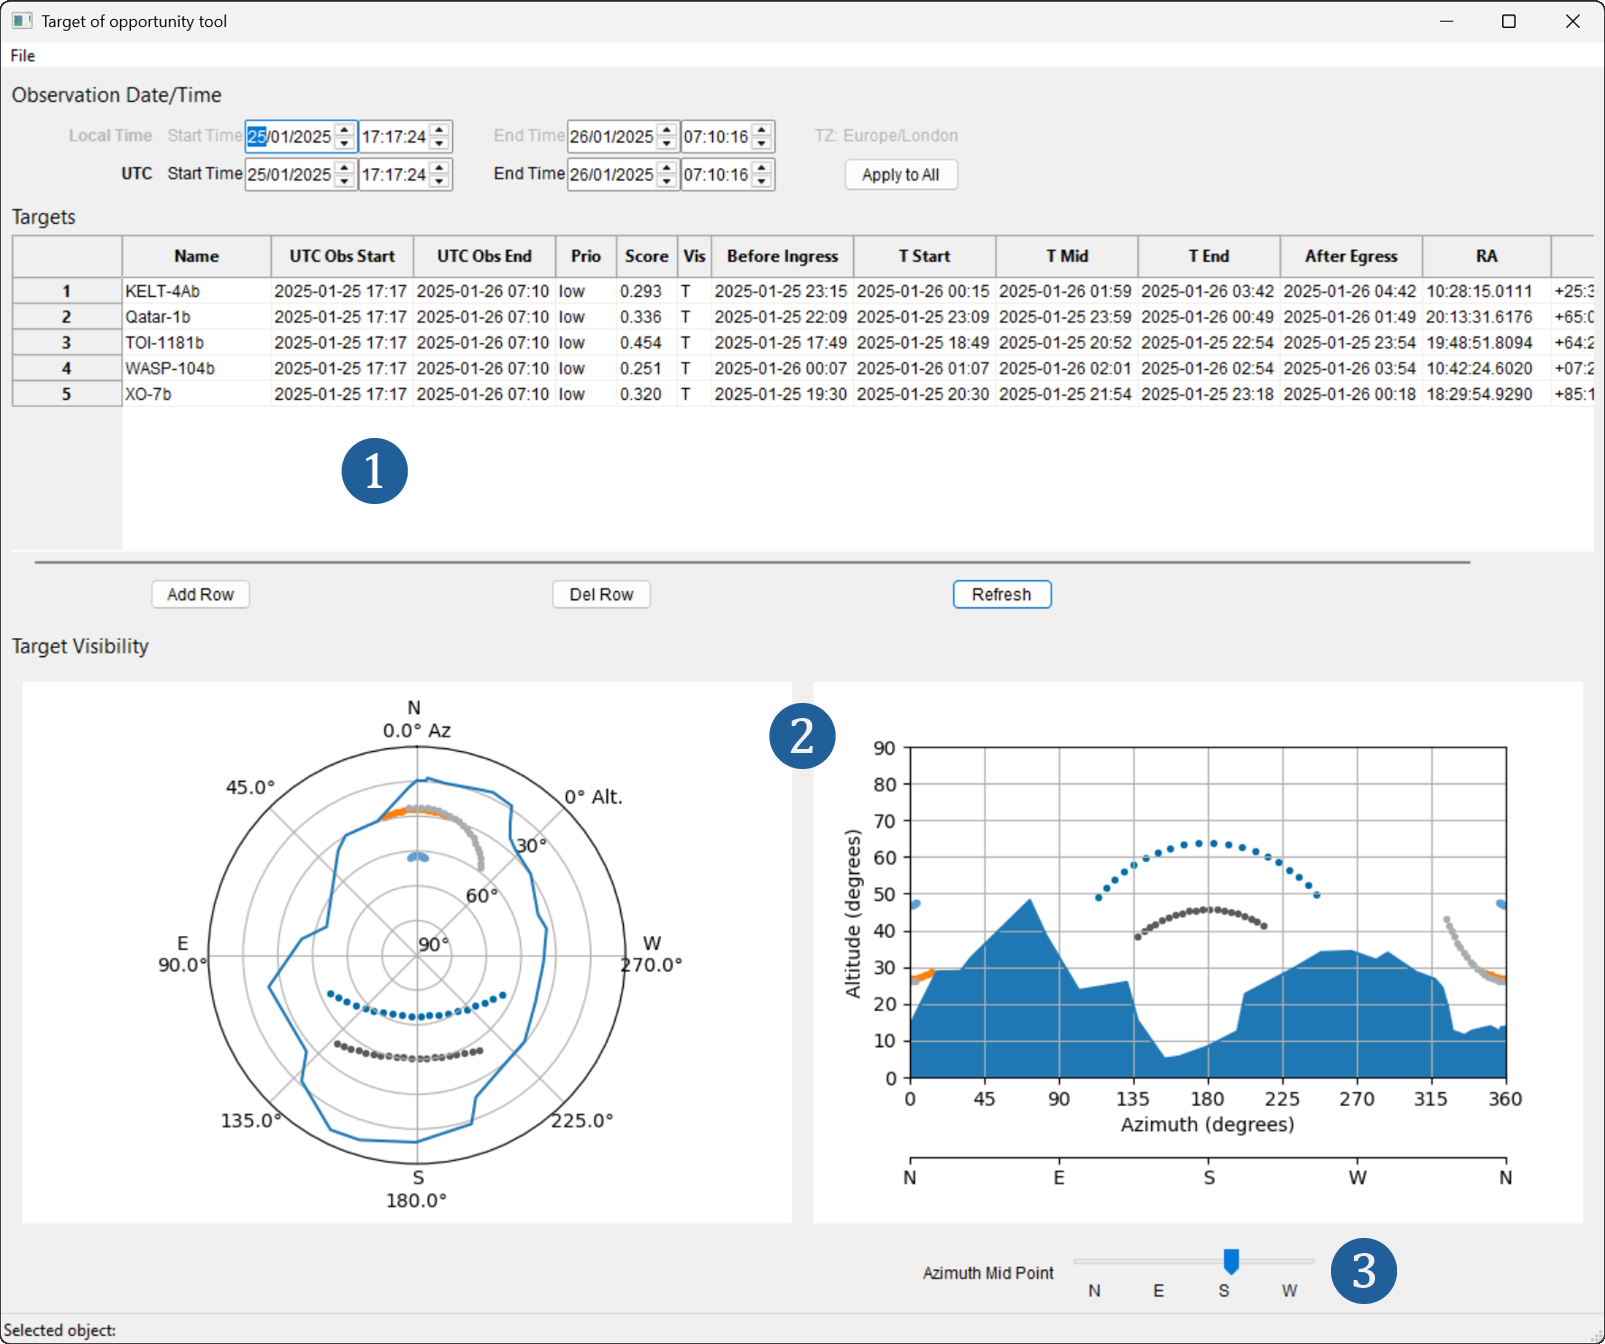 Target of opportunity tool
File
Observation Date/Time
Local Time Start Time 25/01/2025 17:17:24 End Time 26/01/2025 07:10:16 TZ: Europe/London
UTC Start Time 25/01/2025 17:17:24 End Time 26/01/2025 07:10:16 Apply to All
Targets
Name UTC Obs Start UTC Obs End Prio Score Vis Before Ingress T Start T Mid T End After Egress RA
1 KELT-4Ab 2025-01-25 17:17 2025-01-26 07:10 low 0.293 T 2025-01-25 23:15 2025-01-26 00:15 2025-01-26 01:59 2025-01-26 03:42 2025-01-26 04:42 10:28:15.0111 +25:3
2 Qatar-1b 2025-01-25 17:17 2025-01-26 07:10 low 0.336 T 2025-01-25 22:09 2025-01-25 23:09 2025-01-25 23:59 2025-01-26 00:49 2025-01-26 01:49 20:13:31.6176 +65:0
3 TOI-1181b 2025-01-25 17:17 2025-01-26 07:10 low 0.454 T 2025-01-25 17:49 2025-01-25 18:49 2025-01-25 20:52 2025-01-25 22:54 2025-01-25 23:54 19:48:51.8094 +64:2
4 WASP-104b 2025-01-25 17:17 2025-01-26 07:10 low 0.251 T 2025-01-26 00:07 2025-01-26 01:07 2025-01-26 02:01 2025-01-26 02:54 2025-01-26 03:54 10:42:24.6020 +07:2
5 XO-7b 2025-01-25 17:17 2025-01-26 07:10 low 0.320 T 2025-01-25 19:30 2025-01-25 20:30 2025-01-25 21:54 2025-01-25 23:18 2025-01-26 00:18 18:29:54.9290 +85:1
1
Add Row Del Row Refresh
Target Visibility
N
0.0° Az
45.0°
0° Alt.
30°
60°
90°
E
90.0°
W
270.0°
135.0°
225.0°
S
180.0°
2
90
80
70
60
50
40
30
20
10
0
Altitude (degrees)
0 45 90 135 180 225 270 315 360
Azimuth (degrees)
N E S W N
Azimuth Mid Point
N E S W
3
Selected object: